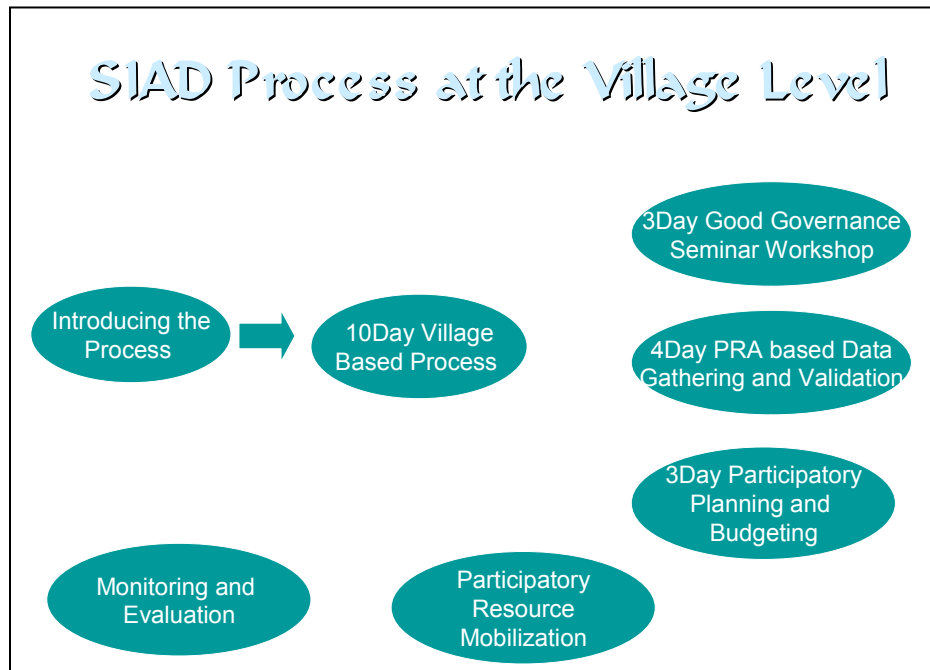 SIAD Process at the Village Level
3Day Good Governance
Seminar Workshop
Introducing the
Process
10Day Village
Based Process
4Day PRA based Data
Gathering and Validation
3Day Participatory
Planning and
Budgeting
Monitoring and
Evaluation
Participatory
Resource
Mobilization